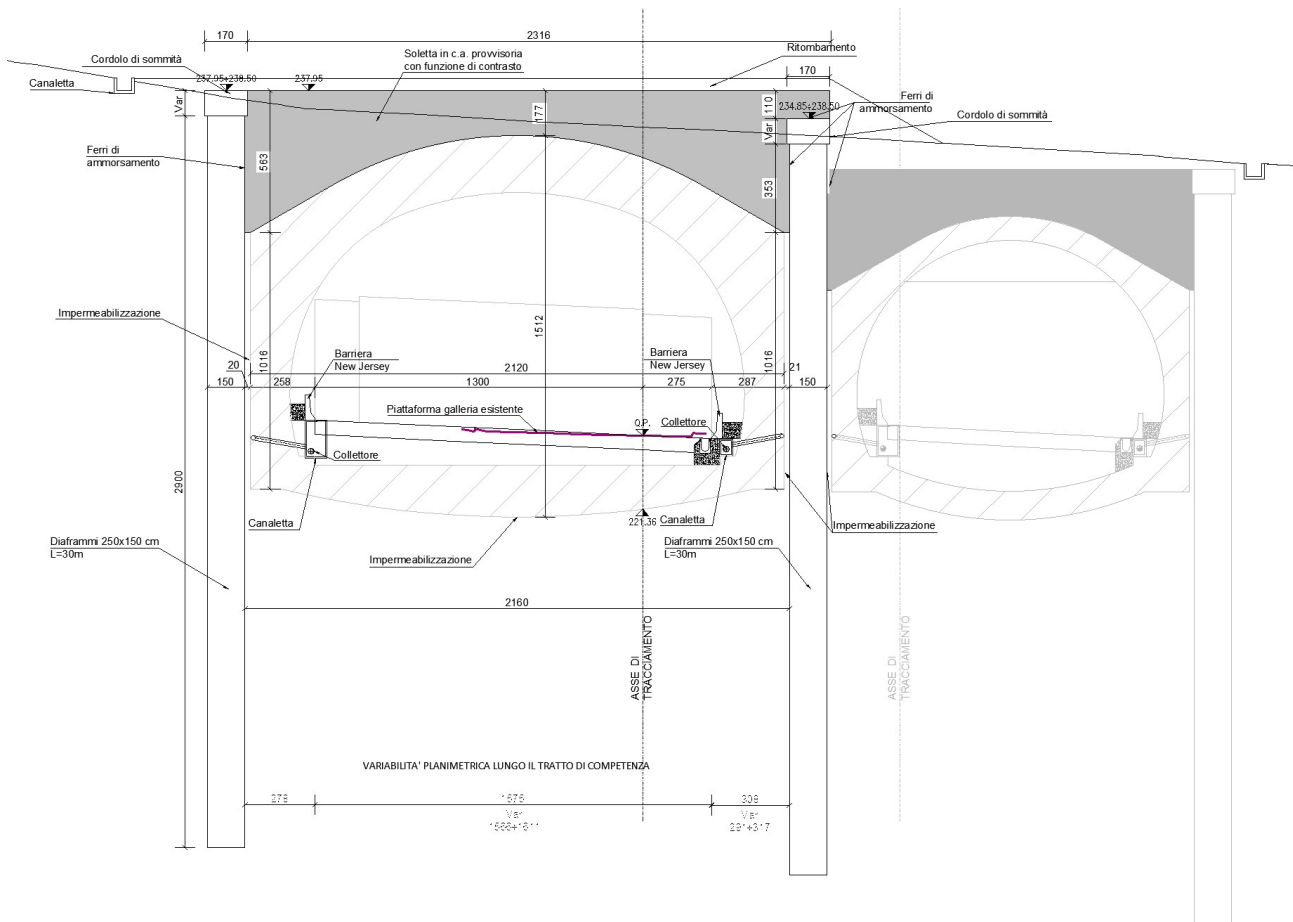 170
2316
Cordolo di sommità
Soletta in c.a. provvisoria
con funzione di contrasto
Ritombamento
170
Canaletta
237.95÷238.50
237.95
Var
177
110
Ferri di
ammorsamento
234.85÷238.50
Cordolo di sommità
Var
Ferri di
ammorsamento
563
353
Impermeabilizzazione
1512
Barriera
New Jersey
Barriera
New Jersey
1016
1016
20
2120
21
150
258
1300
275
287
150
Piattaforma galleria esistente
Q.P.
Collettore
Collettore
2900
Canaletta
221.36
Canaletta
Impermeabilizzazione
Diaframmi 250x150 cm
L=30m
Impermeabilizzazione
Diaframmi 250x150 cm
L=30m
2160
ASSE DI
TRACCIAMENTO
ASSE DI
TRACCIAMENTO
VARIABILITA' PLANIMETRICA LUNGO IL TRATTO DI COMPETENZA
1575
Var
Var